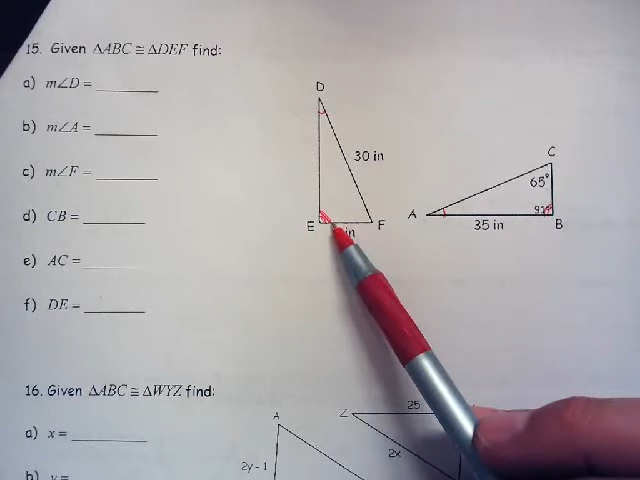 15. Given ΔABC ≅ ΔDEF find:
a) m∠D = ________
b) m∠A = ________
c) m∠F = ________
d) CB = ________
e) AC = ________
f) DE = ________
D
30 in
E
in
F
C
65°
A
35 in
B
16. Given ΔABC ≅ ΔWYZ find:
a) x = ________
b) y =
A
2y - 1
Z
25
2x